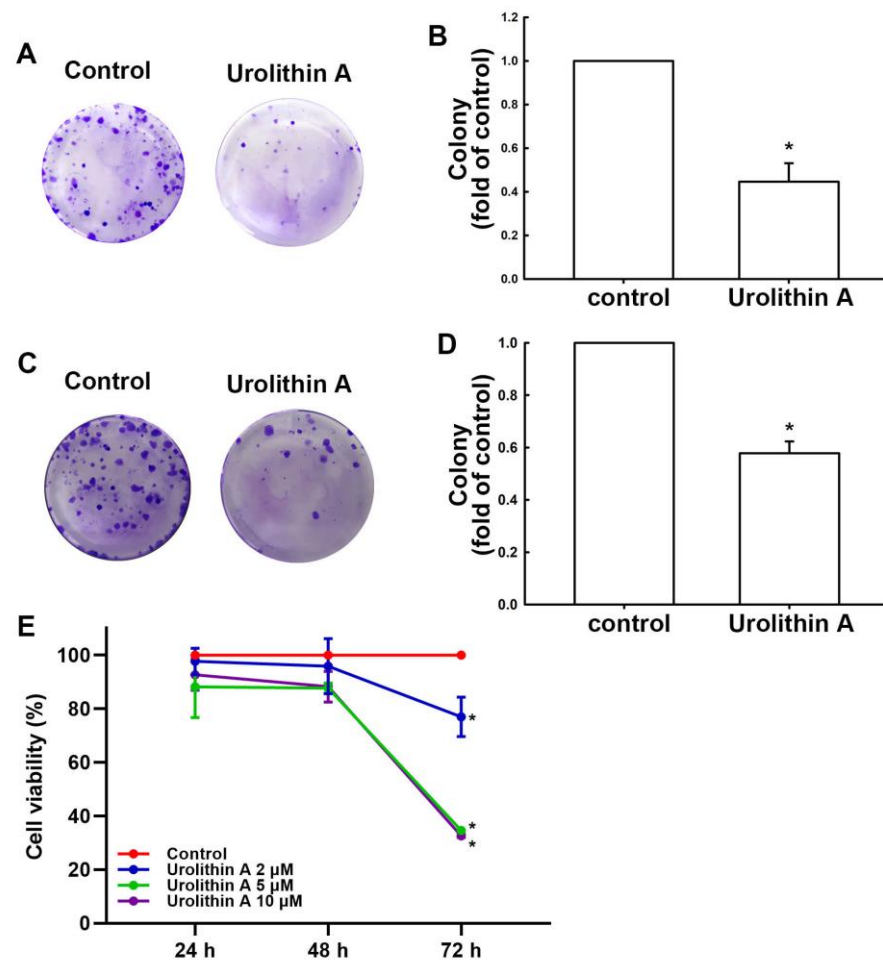 A
Control
Urolithin A
B
Colony
(fold of control)
1.2
1.0
0.8
0.6
0.4
0.2
0.0
*
control
Urolithin A
C
Control
Urolithin A
D
Colony
(fold of control)
1.0
0.8
0.6
0.4
0.2
0.0
*
control
Urolithin A
E
Cell viability (%)
100
80
60
40
20
0
*
*
*
Control
Urolithin A 2 µM
Urolithin A 5 µM
Urolithin A 10 µM
24 h
48 h
72 h